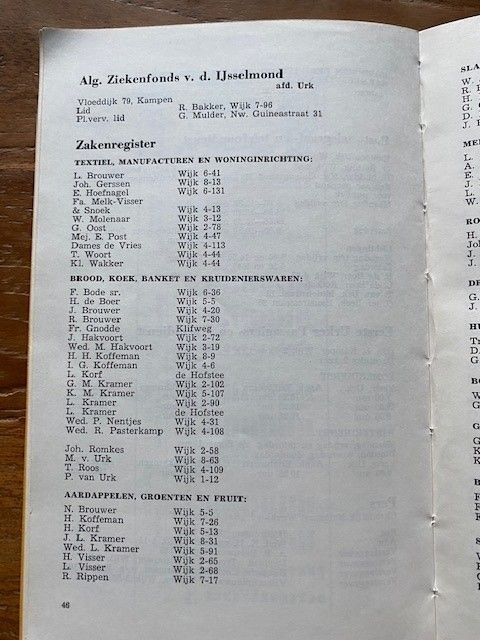 Alg. Ziekenfonds v. d. IJsselmond
afd. Urk
Vloeddijk 79, Kampen
Lid R. Bakker, Wijk 7-96
Pl.verv. lid G. Mulder, Nw. Guineastraat 31
Zakenregister
TEXTIEL, MANUFACTUREN EN WONINGINRICHTING:
L. Brouwer Wijk 6-41
Joh. Gerssen Wijk 8-13
E. Hoefnagel Wijk 6-131
Fa. Melk-Visser
& Snoek Wijk 4-13
W. Molenaar Wijk 3-12
G. Oost Wijk 2-78
Mej. E. Post Wijk 4-47
Dames de Vries Wijk 4-113
T. Woort Wijk 4-44
Kl. Wakker Wijk 4-44
BROOD, KOEK, BANKET EN KRUIDENIERSWAREN:
F. Bode sr. Wijk 6-36
H. de Boer Wijk 5-5
J. Brouwer Wijk 4-20
R. Brouwer Wijk 7-30
Fr. Gnodde Klifweg
J. Hakvoort Wijk 2-72
Wed. M. Hakvoort Wijk 3-19
H. H. Koffeman Wijk 8-9
I. G. Koffeman Wijk 4-6
L. Korf de Hofstee
G. M. Kramer Wijk 2-102
K. M. Kramer Wijk 5-107
L. Kramer Wijk 2-90
L. Kramer de Hofstee
Wed. P. Nentjes Wijk 4-31
Wed. R. Pasterkamp Wijk 4-108
Joh. Romkes Wijk 2-58
M. v. Urk Wijk 8-63
T. Roos Wijk 4-109
P. van Urk Wijk 1-12
AARDAPPELEN, GROENTEN EN FRUIT:
N. Brouwer Wijk 5-5
H. Koffeman Wijk 7-26
H. Korf Wijk 5-13
J. L. Kramer Wijk 8-31
Wed. L. Kramer Wijk 5-91
H. Visser Wijk 2-65
L. Visser Wijk 2-68
R. Rippen Wijk 7-17
46